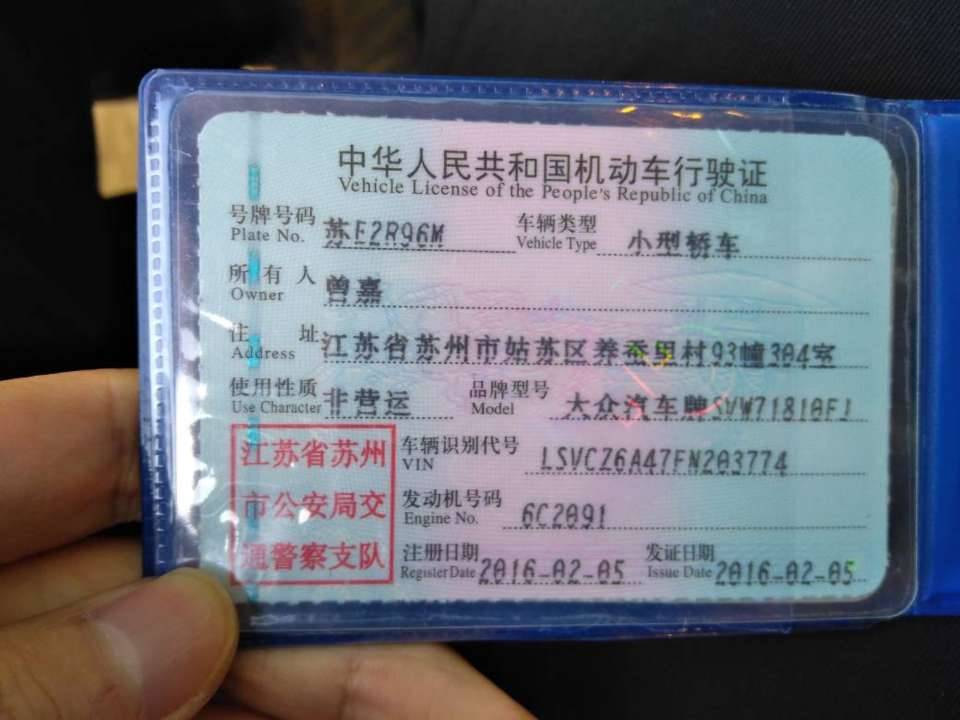 中华人民共和国机动车行驶证
Vehicle License of the People's Republic of China
号牌号码 苏E2R96M 车辆类型 小型轿车
Plate No. Vehicle Type
所有人 曾嘉
Owner
住址 江苏省苏州市姑苏区养蚕里村93幢304室
Address
使用性质 非营运 品牌型号 大众汽车牌SVW71810FJ
Use Character Model
江苏省苏州 车辆识别代号 LSVCZ6A47FN203774
VIN
市公安局交 发动机号码 6C2091
Engine No.
通警察支队 注册日期 2016-02-05 发证日期 2016-02-05
Register Date Issue Date